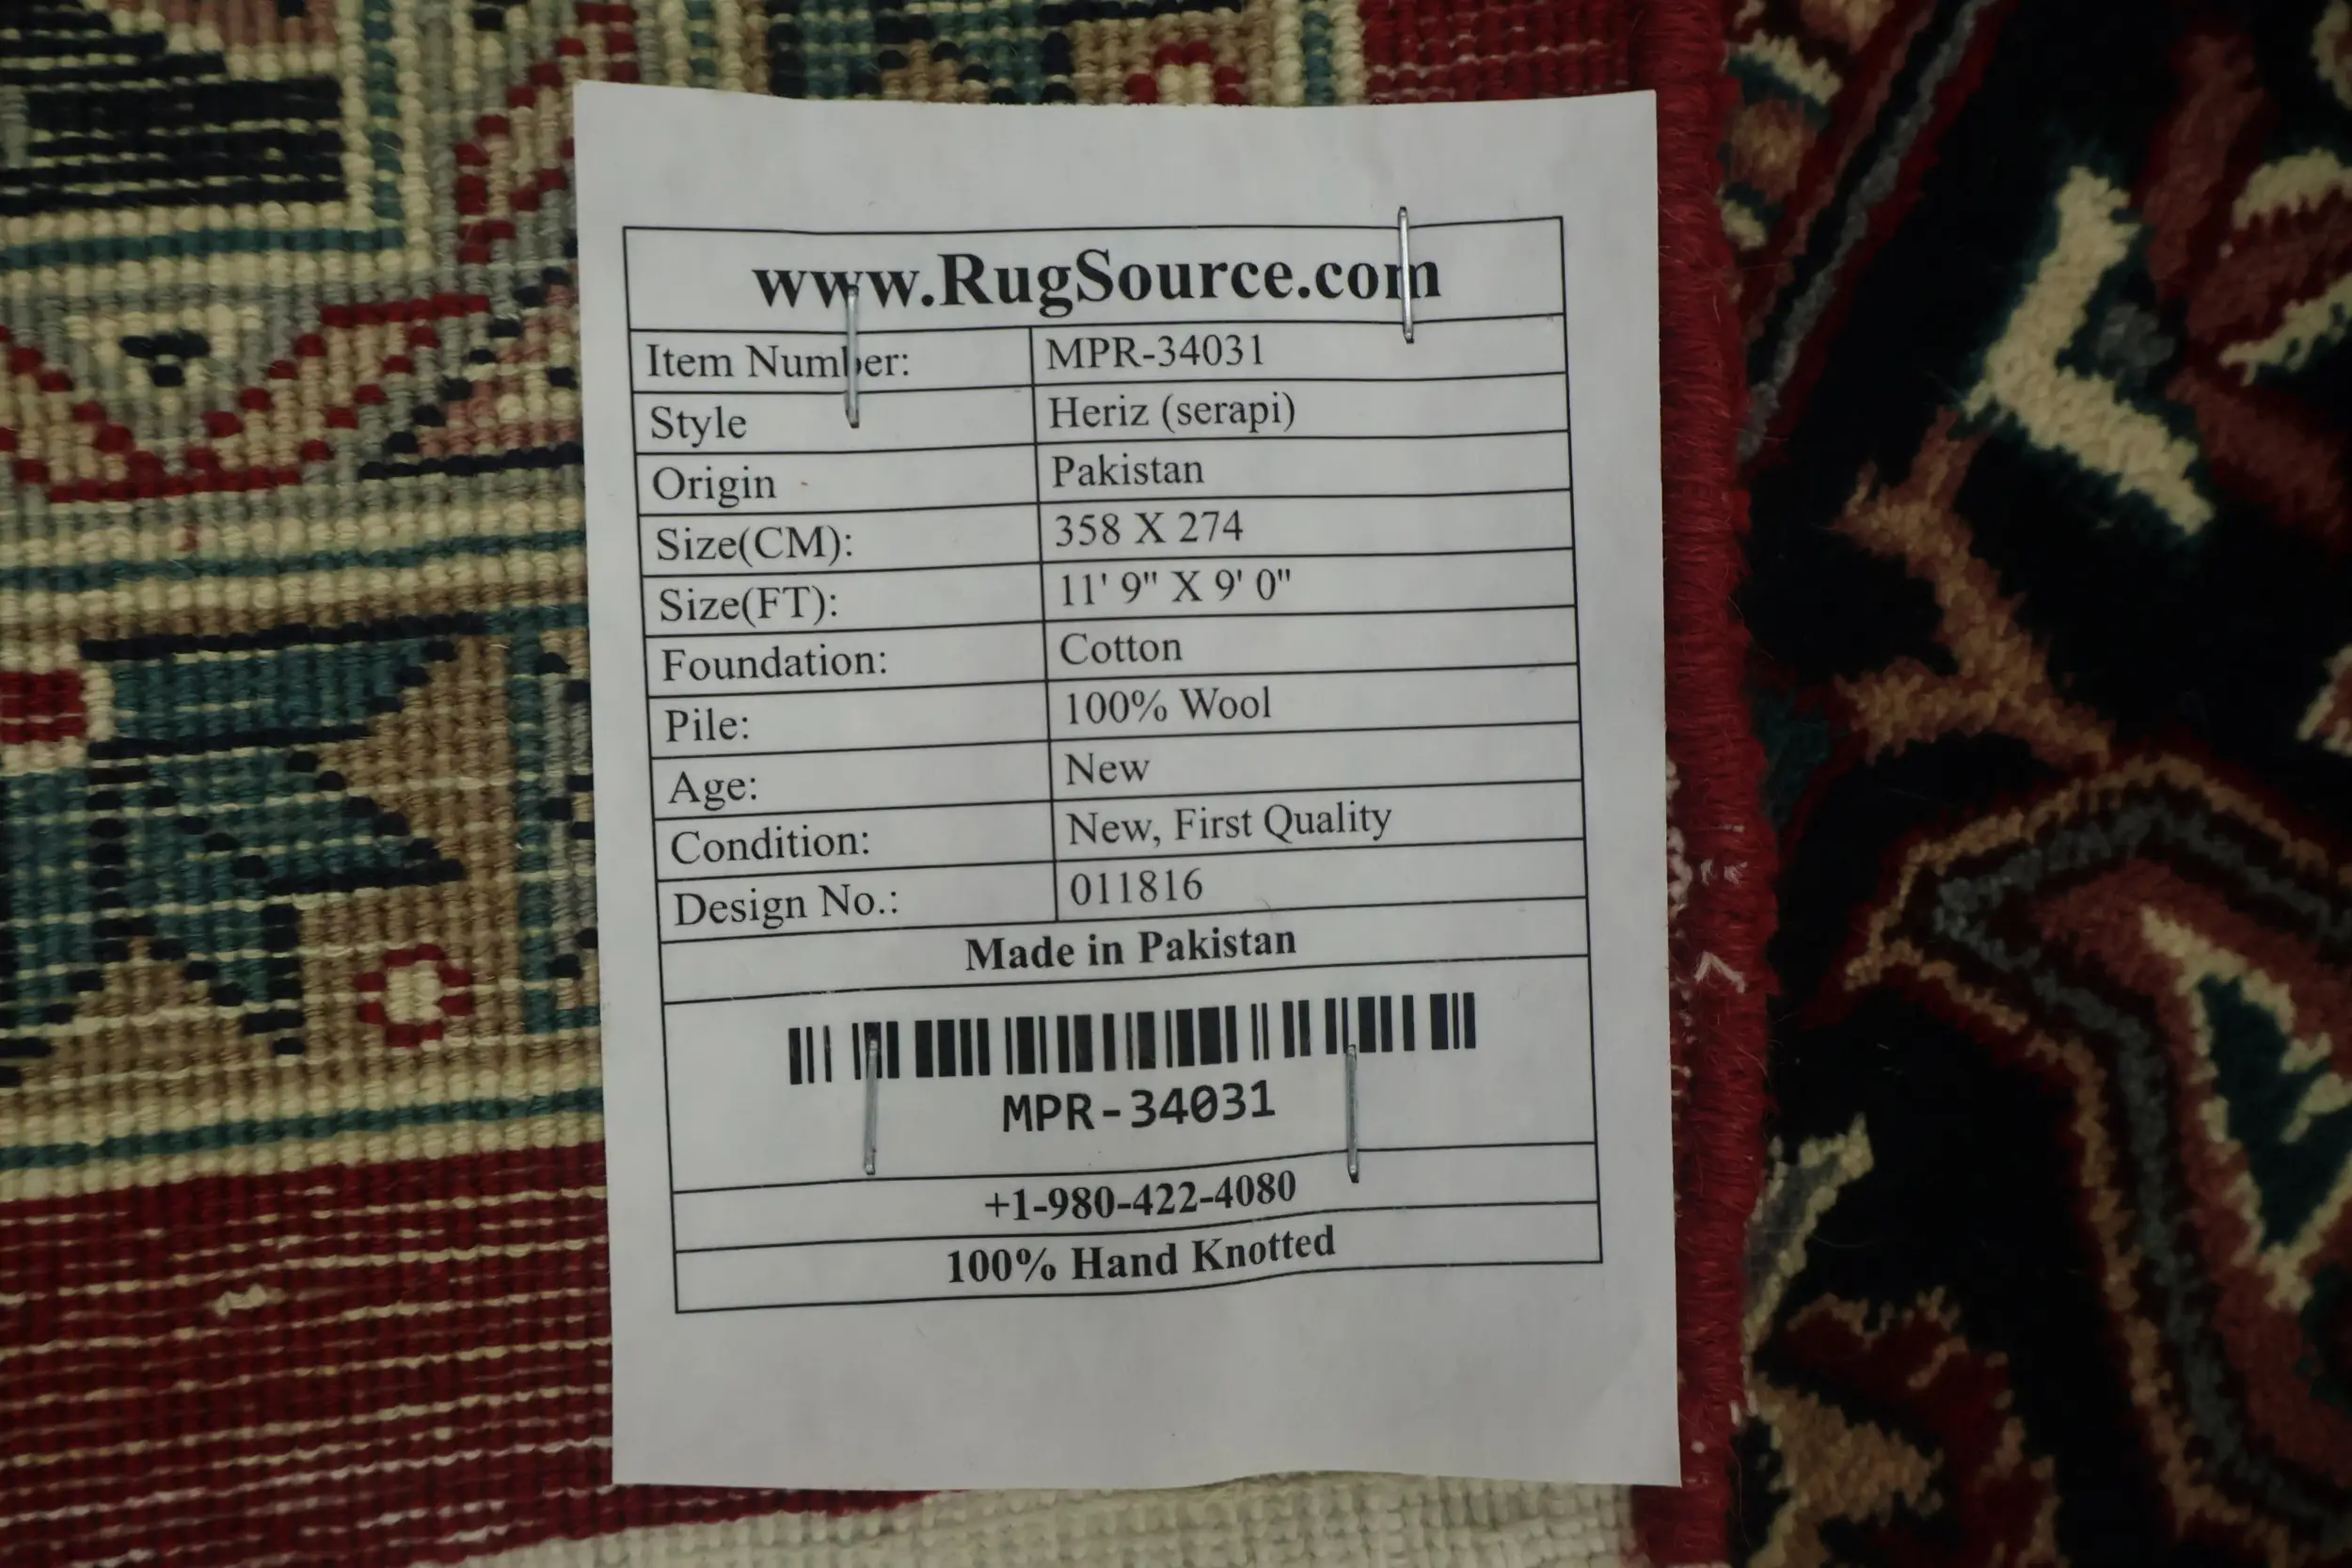 www.RugSource.com
Item Number: MPR-34031
Style Heriz (serapi)
Origin Pakistan
Size(CM): 358 X 274
Size(FT): 11' 9" X 9' 0"
Foundation: Cotton
Pile: 100% Wool
Age: New
Condition: New, First Quality
Design No.: 011816
Made in Pakistan
MPR-34031
+1-980-422-4080
100% Hand Knotted